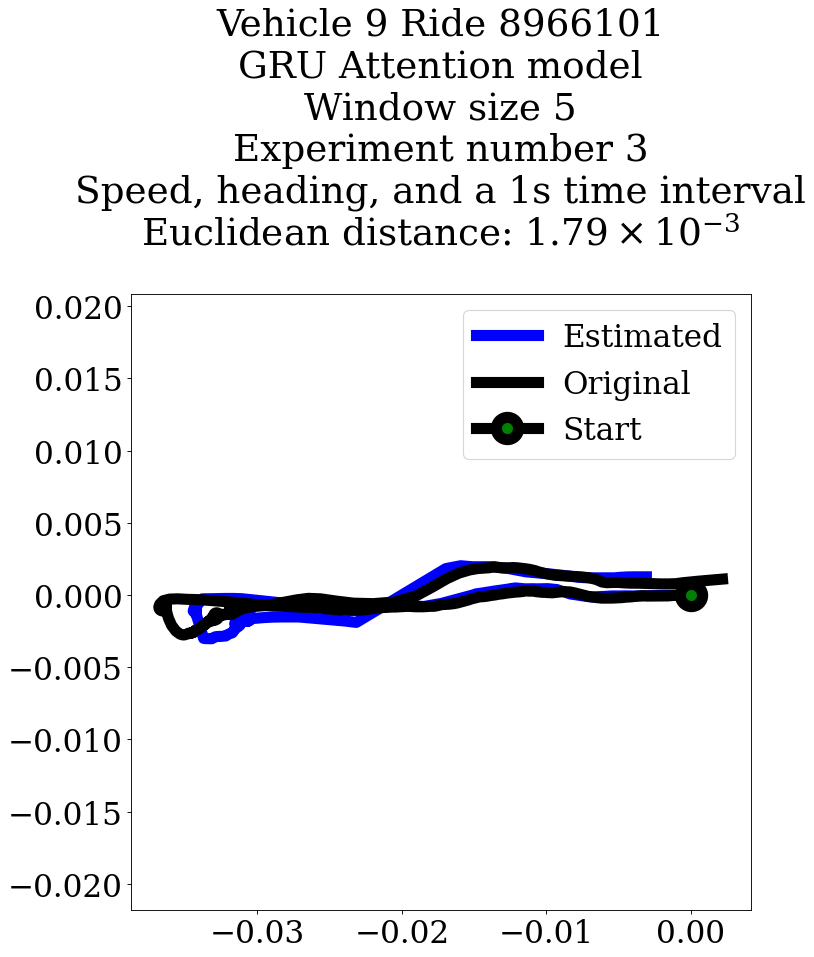 Vehicle 9 Ride 8966101
GRU Attention model
Window size 5
Experiment number 3
Speed, heading, and a 1s time interval
Euclidean distance: 1.79 × 10⁻³
Estimated
Original
Start
0.020
0.015
0.010
0.005
0.000
−0.005
−0.010
−0.015
−0.020
−0.03 −0.02 −0.01 0.00